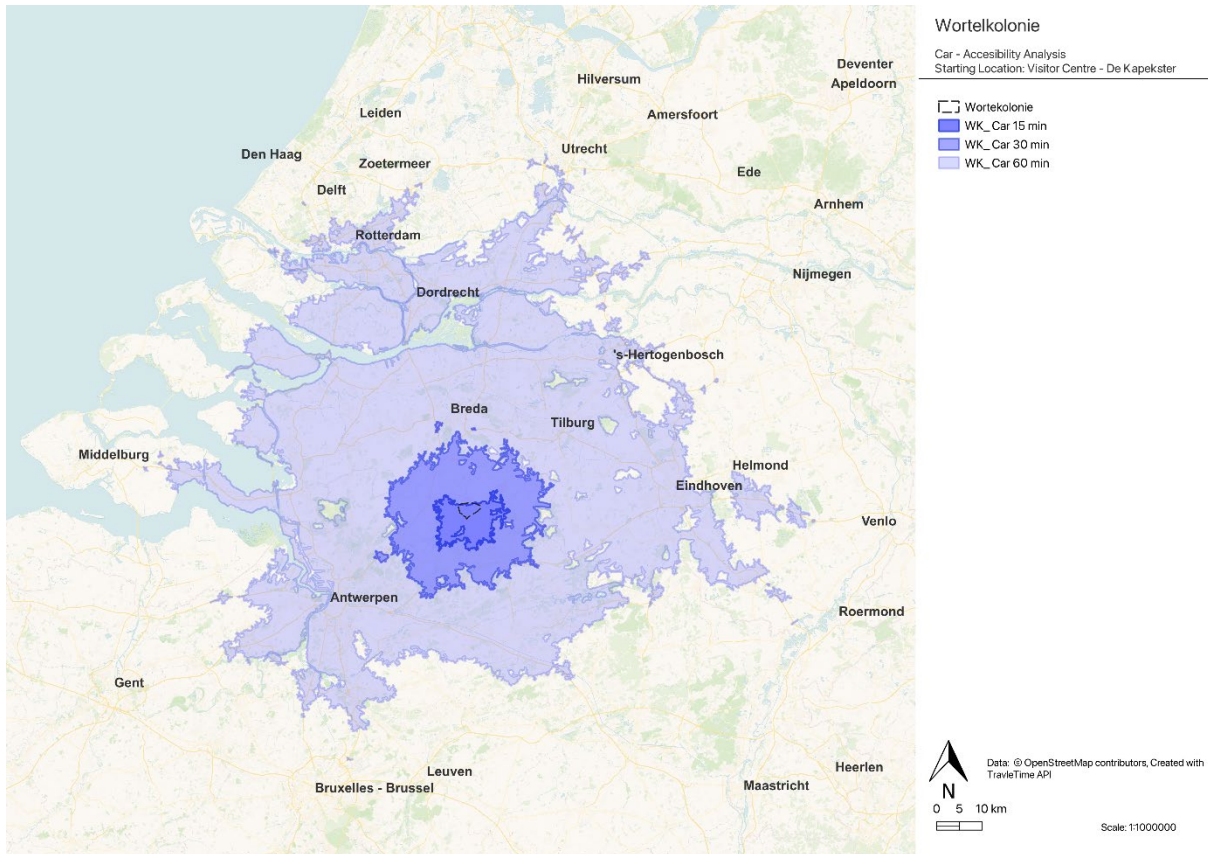 Wortelkolonie
Car - Accesibility Analysis
Starting Location: Visitor Centre - De Kapekster
Wortekolonie
WK_ Car 15 min
WK_ Car 30 min
WK_ Car 60 min
Deventer
Apeldoorn
Hilversum
Amersfoort
Leiden
Den Haag
Zoetermeer
Utrecht
Delft
Ede
Arnhem
Rotterdam
Nijmegen
Dordrecht
's-Hertogenbosch
Breda
Tilburg
Middelburg
Helmond
Eindhoven
Venlo
Antwerpen
Roermond
Gent
Leuven
Bruxelles - Brussel
Heerlen
Maastricht
N
Data: © OpenStreetMap contributors, Created with
TravleTime API
0 5 10 km
Scale: 1:1000000